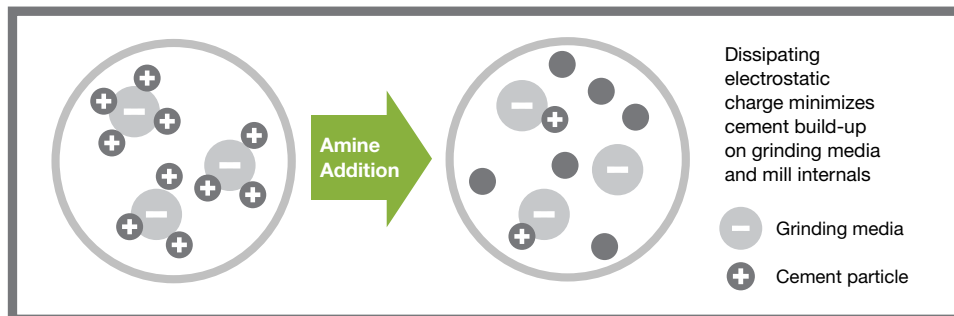 Amine
Addition
Dissipating
electrostatic
charge minimizes
cement build-up
on grinding media
and mill internals
Grinding media
Cement particle